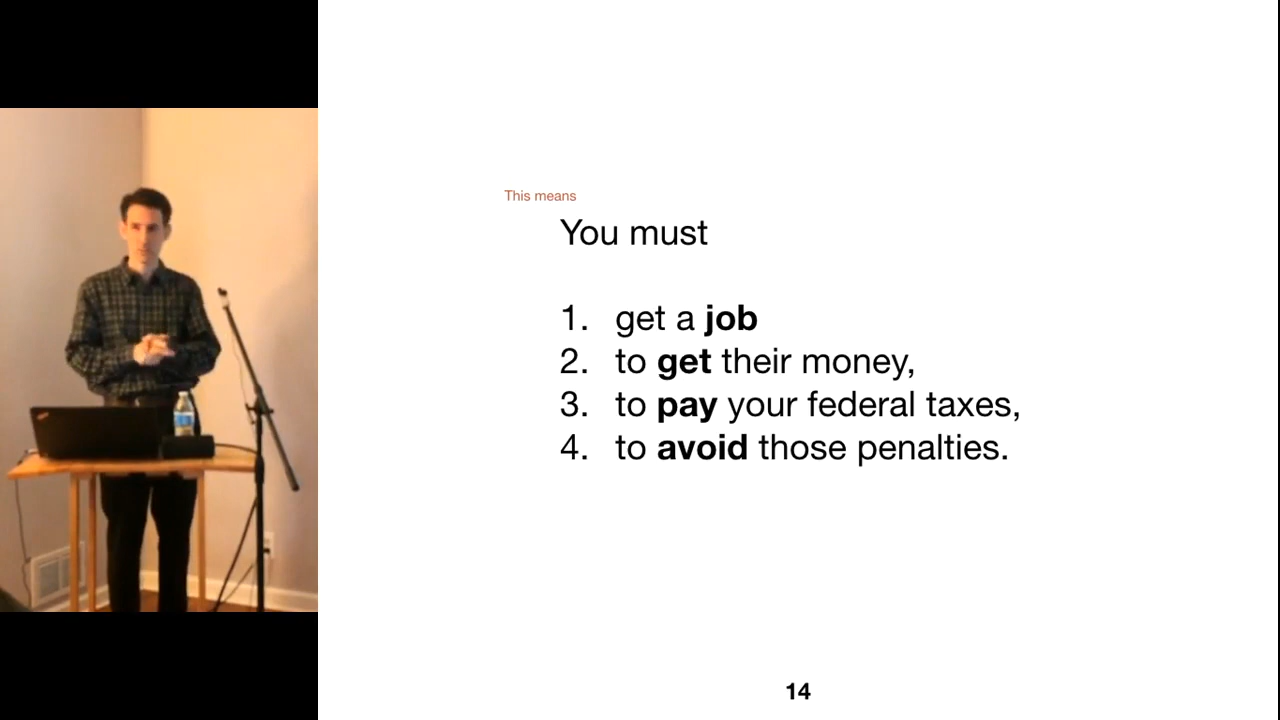 This means
You must
1. get a job
2. to get their money,
3. to pay your federal taxes,
4. to avoid those penalties.
14